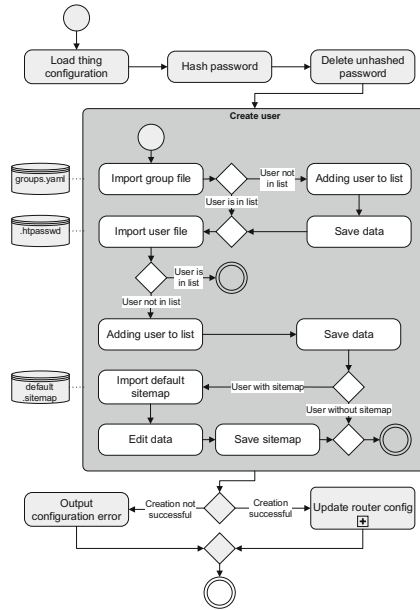 Load thing
configuration
Hash password
Delete unhashed
password
Create user
groups.yaml
Import group file
User not
in list
Adding user to list
User is in list
.htpasswd
Import user file
Save data
User is
in list
User not in list
Adding user to list
Save data
default
.sitemap
Import default
sitemap
User with sitemap
User without sitemap
Edit data
Save sitemap
Output
configuration error
Creation not
successful
Creation
successful
Update router config